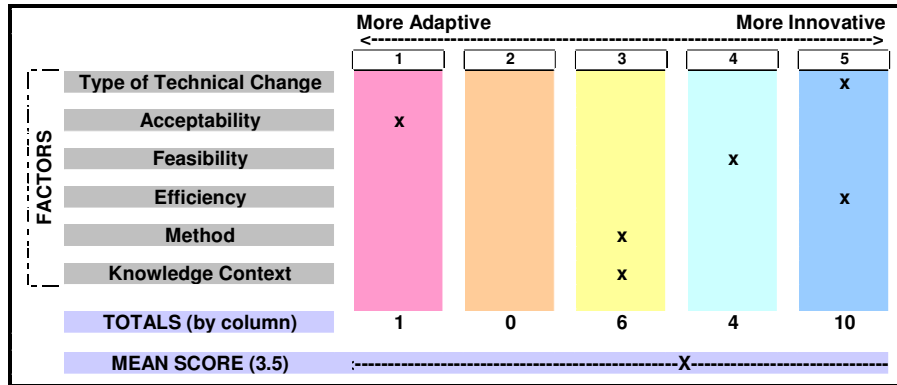 More Adaptive More Innovative
<------------------------------------------------------------------------>
1 2 3 4 5
FACTORS
Type of Technical Change x
Acceptability x
Feasibility x
Efficiency x
Method x
Knowledge Context x
TOTALS (by column) 1 0 6 4 10
MEAN SCORE (3.5) :---------------------------------------------X----------------------------